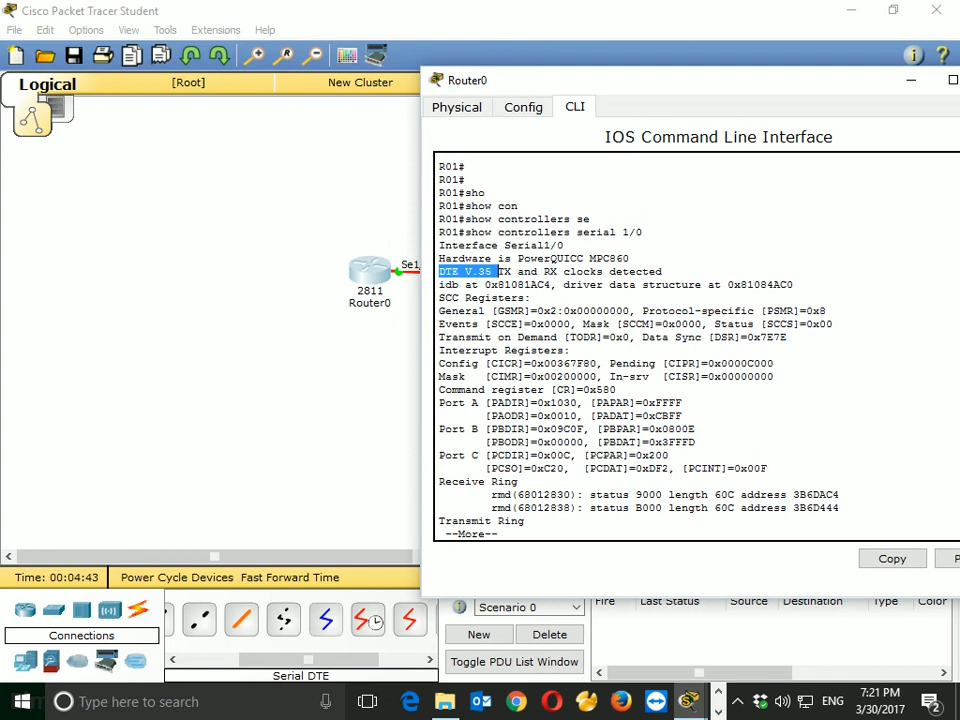 Cisco Packet Tracer Student
File Edit Options View Tools Extensions Help
Logical [Root] New Cluster
Router0
Physical Config CLI
IOS Command Line Interface
R01#
R01#
R01#sho
R01#show con
R01#show controllers se
R01#show controllers serial 1/0
Interface Serial1/0
Hardware is PowerQUICC MPC860
DTE V.35 TX and RX clocks detected
idb at 0x81081AC4, driver data structure at 0x81084AC0
SCC Registers:
General [GSMR]=0x2:0x00000000, Protocol-specific [PSMR]=0x8
Events [SCCE]=0x0000, Mask [SCCM]=0x0000, Status [SCCS]=0x00
Transmit on Demand [TODR]=0x0, Data Sync [DSR]=0x7E7E
Interrupt Registers:
Config [CICR]=0x00367F80, Pending [CIPR]=0x0000C000
Mask [CIMR]=0x00200000, In-srv [CISR]=0x00000000
Command register [CR]=0x580
Port A [PADIR]=0x1030, [PAPAR]=0xFFFF
[PAODR]=0x0010, [PADAT]=0xCBFF
Port B [PBDIR]=0x09C0F, [PBPAR]=0x0800E
[PBODR]=0x00000, [PBDAT]=0x3FFFD
Port C [PCDIR]=0x00C, [PCPAR]=0x200
[PCSO]=0xC20, [PCDAT]=0xDF2, [PCINT]=0x00F
Receive Ring
rmd(68012830): status 9000 length 60C address 3B6DAC4
rmd(68012838): status B000 length 60C address 3B6D444
Transmit Ring
--More--
Se1
2811
Router0
Copy
P
Time: 00:04:43 Power Cycle Devices Fast Forward Time
Scenario 0
Fire Last Status Source Destination Type Color
New Delete
Connections
Toggle PDU List Window
Serial DTE
Type here to search
ENG
7:21 PM
3/30/2017
2